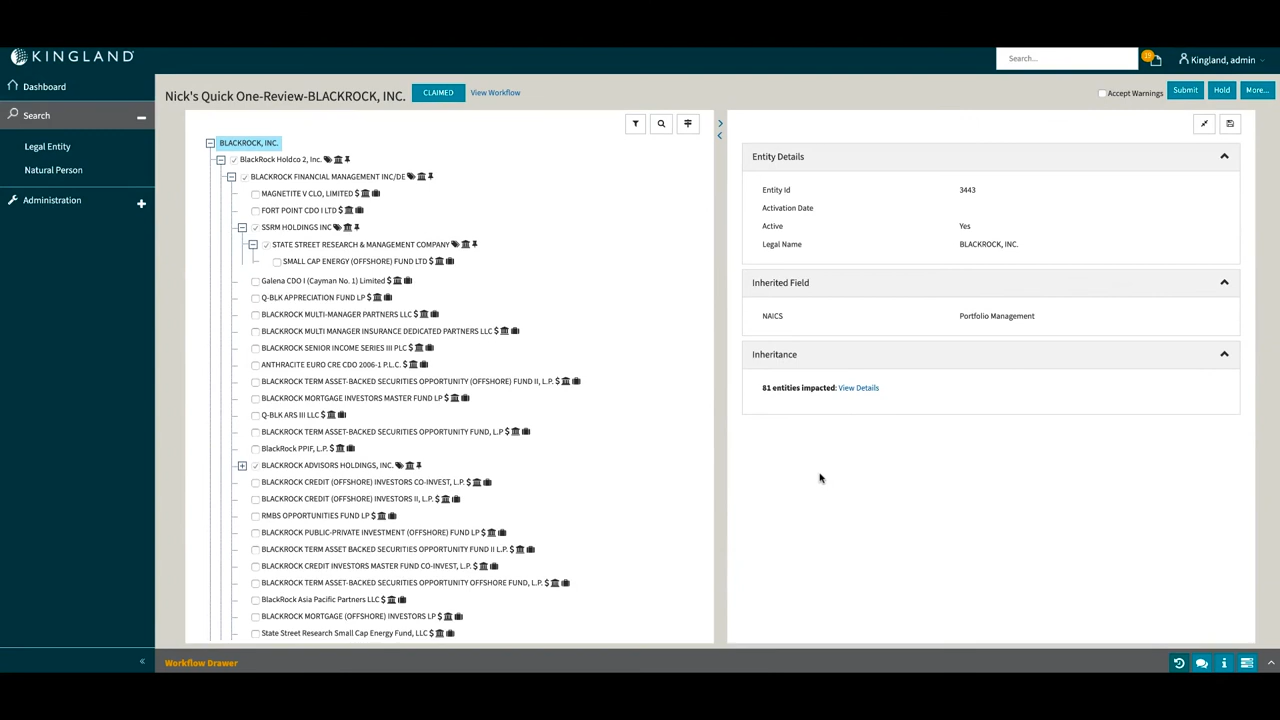 KINGLAND
Search...
Kingland, admin
Dashboard
Search
Legal Entity
Natural Person
Administration
Nick's Quick One-Review-BLACKROCK, INC.
CLAIMED
View Workflow
Accept Warnings
Submit
Hold
More...
BLACKROCK, INC.
BlackRock Holdco 2, Inc.
BLACKROCK FINANCIAL MANAGEMENT INC/DE
MAGNETITE V CLO, LIMITED
FORT POINT CDO I LTD
SSRM HOLDINGS INC
STATE STREET RESEARCH & MANAGEMENT COMPANY
SMALL CAP ENERGY (OFFSHORE) FUND LTD
Galena CDO I (Cayman No. 1) Limited
Q-BLK APPRECIATION FUND LP
BLACKROCK MULTI-MANAGER PARTNERS LLC
BLACKROCK MULTI MANAGER INSURANCE DEDICATED PARTNERS LLC
BLACKROCK SENIOR INCOME SERIES III PLC
ANTHRACITE EURO CRE CDO 2006-1 P.L.C.
BLACKROCK TERM ASSET-BACKED SECURITIES OPPORTUNITY (OFFSHORE) FUND II, L.P.
BLACKROCK MORTGAGE INVESTORS MASTER FUND LP
Q-BLK ARS III LLC
BLACKROCK TERM ASSET-BACKED SECURITIES OPPORTUNITY FUND, L.P
BlackRock PPIF, L.P.
BLACKROCK ADVISORS HOLDINGS, INC.
BLACKROCK CREDIT (OFFSHORE) INVESTORS CO-INVEST, L.P.
BLACKROCK CREDIT (OFFSHORE) INVESTORS II, L.P.
RMBS OPPORTUNITIES FUND LP
BLACKROCK PUBLIC-PRIVATE INVESTMENT (OFFSHORE) FUND LP
BLACKROCK TERM ASSET BACKED SECURITIES OPPORTUNITY FUND II L.P.
BLACKROCK CREDIT INVESTORS MASTER FUND CO-INVEST, L.P.
BLACKROCK TERM ASSET-BACKED SECURITIES OPPORTUNITY OFFSHORE FUND, L.P.
BlackRock Asia Pacific Partners LLC
BLACKROCK MORTGAGE (OFFSHORE) INVESTORS LP
State Street Research Small Cap Energy Fund, LLC
Entity Details
Entity Id 3443
Activation Date
Active Yes
Legal Name BLACKROCK, INC.
Inherited Field
NAICS Portfolio Management
Inheritance
81 entities impacted: View Details
Workflow Drawer